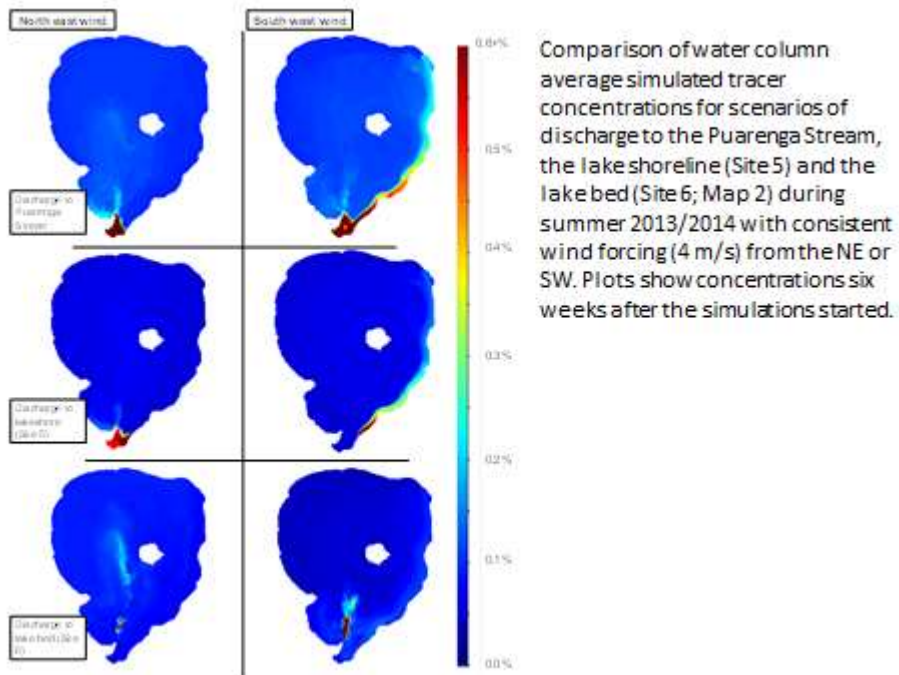 North east wind
South west wind
Discharge to
Puarenga
Stream
Discharge to
lakeshore
(Site 5)
Discharge to
lake bed (Site
6)
0.6+%
0.5%
0.4%
0.3%
0.2%
0.1%
0.0%
Comparison of water column
average simulated tracer
concentrations for scenarios of
discharge to the Puarenga Stream,
the lake shoreline (Site 5) and the
lake bed (Site 6; Map 2) during
summer 2013/2014 with consistent
wind forcing (4 m/s) from the NE or
SW. Plots show concentrations six
weeks after the simulations started.